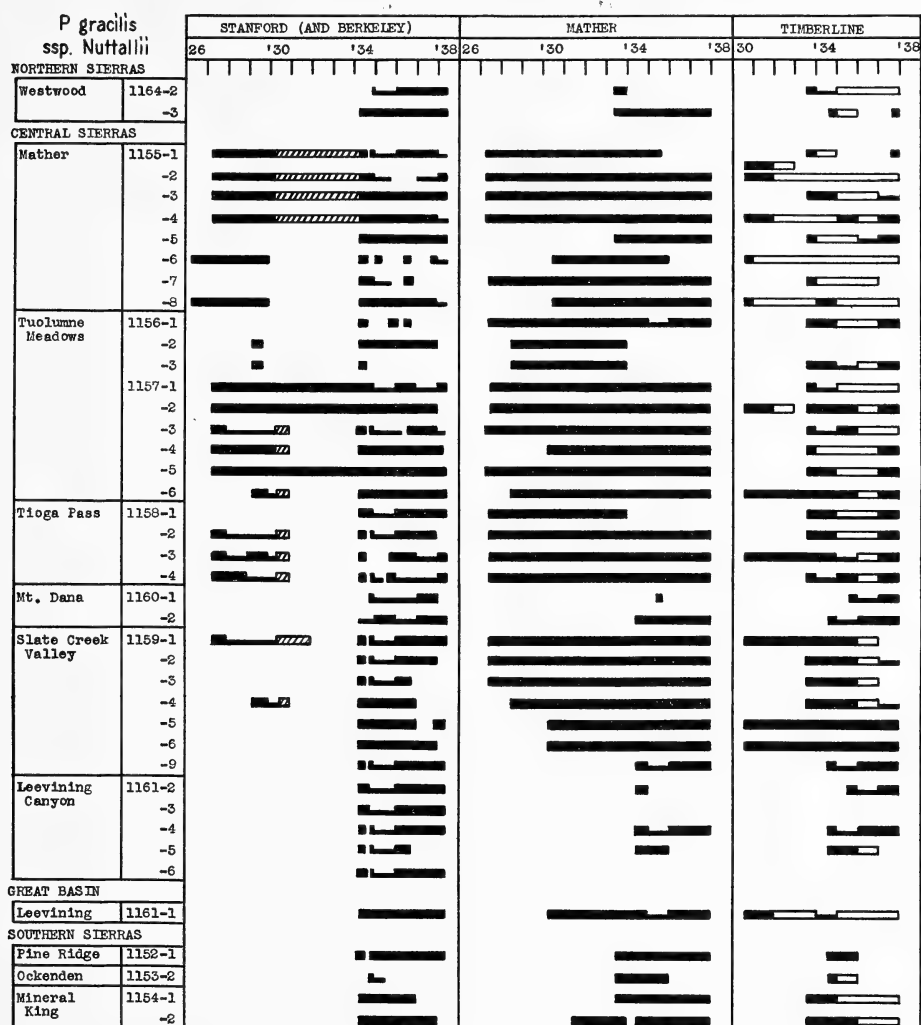 P gracilis
ssp. Nuttallii
STANFORD (AND BERKELEY) MATHER TIMBERLINE
26 '30 '34 '38 26 '30 '34 '38 30 '34 '38
NORTHERN SIERRAS
Westwood 1164-2
-3
CENTRAL SIERRAS
Mather 1155-1
-2
-3
-4
-5
-6
-7
-8
Tuolumne 1156-1
Meadows -2
-3
1157-1
-2
-3
-4
-5
-6
Tioga Pass 1158-1
-2
-3
-4
Mt. Dana 1160-1
-2
Slate Creek 1159-1
Valley -2
-3
-4
-5
-6
-9
Leevining 1161-2
Canyon -3
-4
-5
-6
GREAT BASIN
Leevining 1161-1
SOUTHERN SIERRAS
Pine Ridge 1152-1
Ockenden 1153-2
Mineral 1154-1
King -2